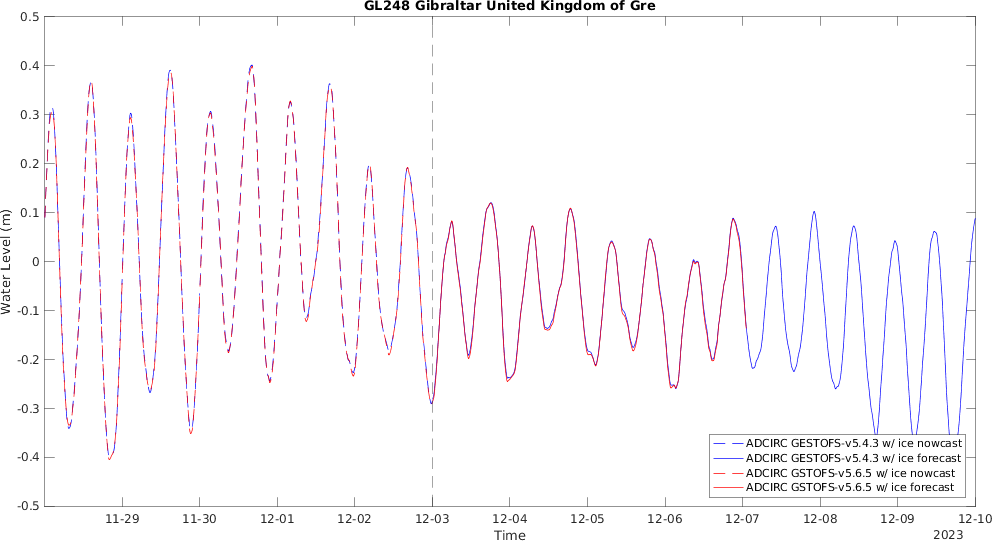 GL248 Gibraltar United Kingdom of Gre
0.5
0.4
0.3
0.2
0.1
0
-0.1
-0.2
-0.3
-0.4
-0.5
Water Level (m)
ADCIRC GESTOFS-v5.4.3 w/ ice nowcast
ADCIRC GESTOFS-v5.4.3 w/ ice forecast
ADCIRC GSTOFS-v5.6.5 w/ ice nowcast
ADCIRC GSTOFS-v5.6.5 w/ ice forecast
11-29 11-30 12-01 12-02 12-03 12-04 12-05 12-06 12-07 12-08 12-09 12-10
Time
2023